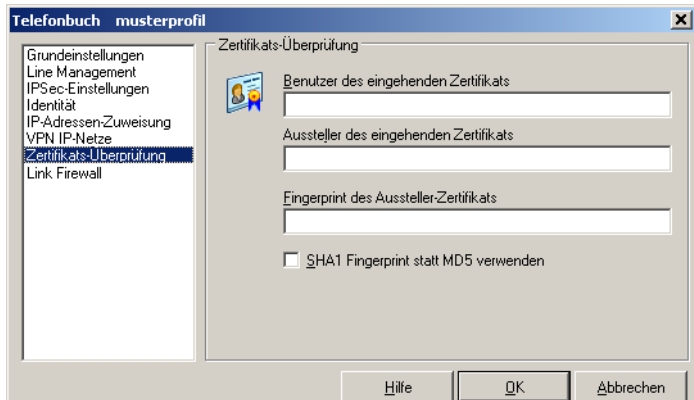 Telefonbuch musterprofil
Grundeinstellungen
Line Management
IPSec-Einstellungen
Identität
IP-Adressen-Zuweisung
VPN IP-Netze
Zertifikats-Überprüfung
Link Firewall
Zertifikats-Überprüfung
Benutzer des eingehenden Zertifikats
Aussteller des eingehenden Zertifikats
Fingerprint des Aussteller-Zertifikats
SHA1 Fingerprint statt MD5 verwenden
Hilfe
OK
Abbrechen